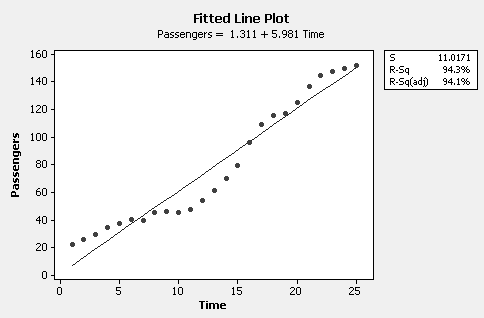 Fitted Line Plot
Passengers = 1.311 + 5.981 Time
S 11.0171
R-Sq 94.3%
R-Sq(adj) 94.1%
Passengers
160
140
120
100
80
60
40
20
0
0 5 10 15 20 25
Time